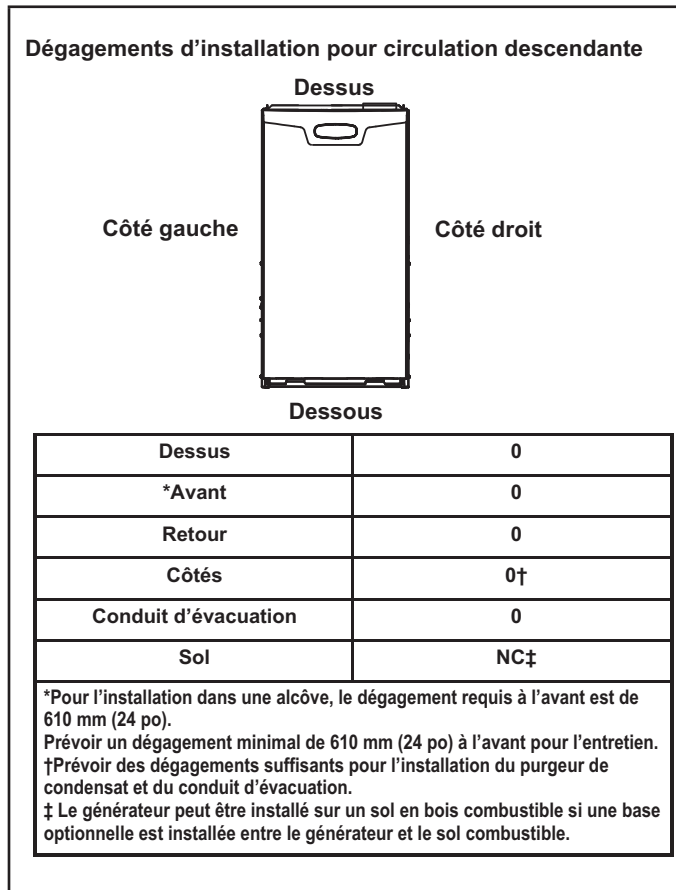 Dégagements d’installation pour circulation descendante
Dessus
Côté gauche
Côté droit
Dessous
Dessus 0
*Avant 0
Retour 0
Côtés 0†
Conduit d’évacuation 0
Sol NC‡
*Pour l’installation dans une alcôve, le dégagement requis à l’avant est de
610 mm (24 po).
Prévoir un dégagement minimal de 610 mm (24 po) à l’avant pour l’entretien.
†Prévoir des dégagements suffisants pour l’installation du purgeur de
condensat et du conduit d’évacuation.
‡ Le générateur peut être installé sur un sol en bois combustible si une base
optionnelle est installée entre le générateur et le sol combustible.